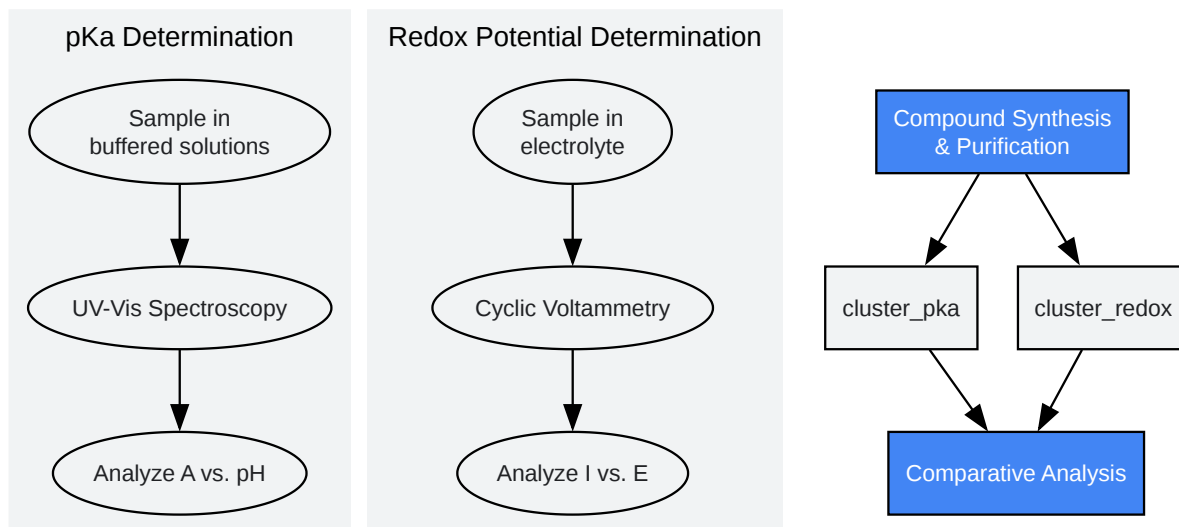 pKa Determination
Sample in
buffered solutions
UV-Vis Spectroscopy
Analyze A vs. pH
Redox Potential Determination
Sample in
electrolyte
Cyclic Voltammetry
Analyze I vs. E
Compound Synthesis
& Purification
cluster_pka
cluster_redox
Comparative Analysis